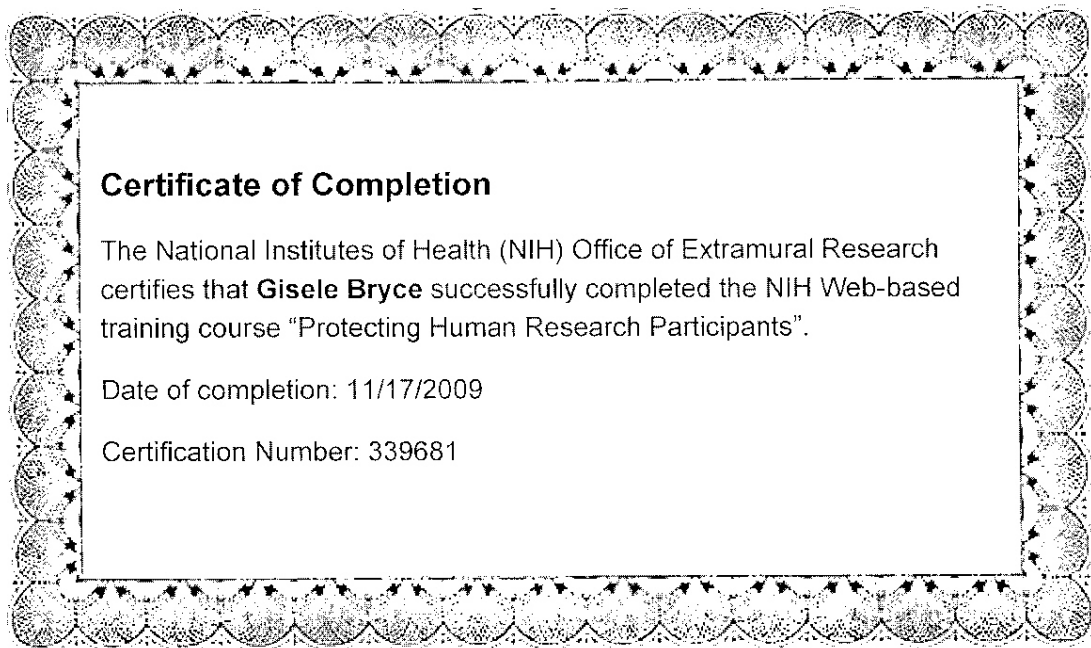 Certificate of Completion
The National Institutes of Health (NIH) Office of Extramural Research
certifies that Gisele Bryce successfully completed the NIH Web-based
training course “Protecting Human Research Participants”.
Date of completion: 11/17/2009
Certification Number: 339681